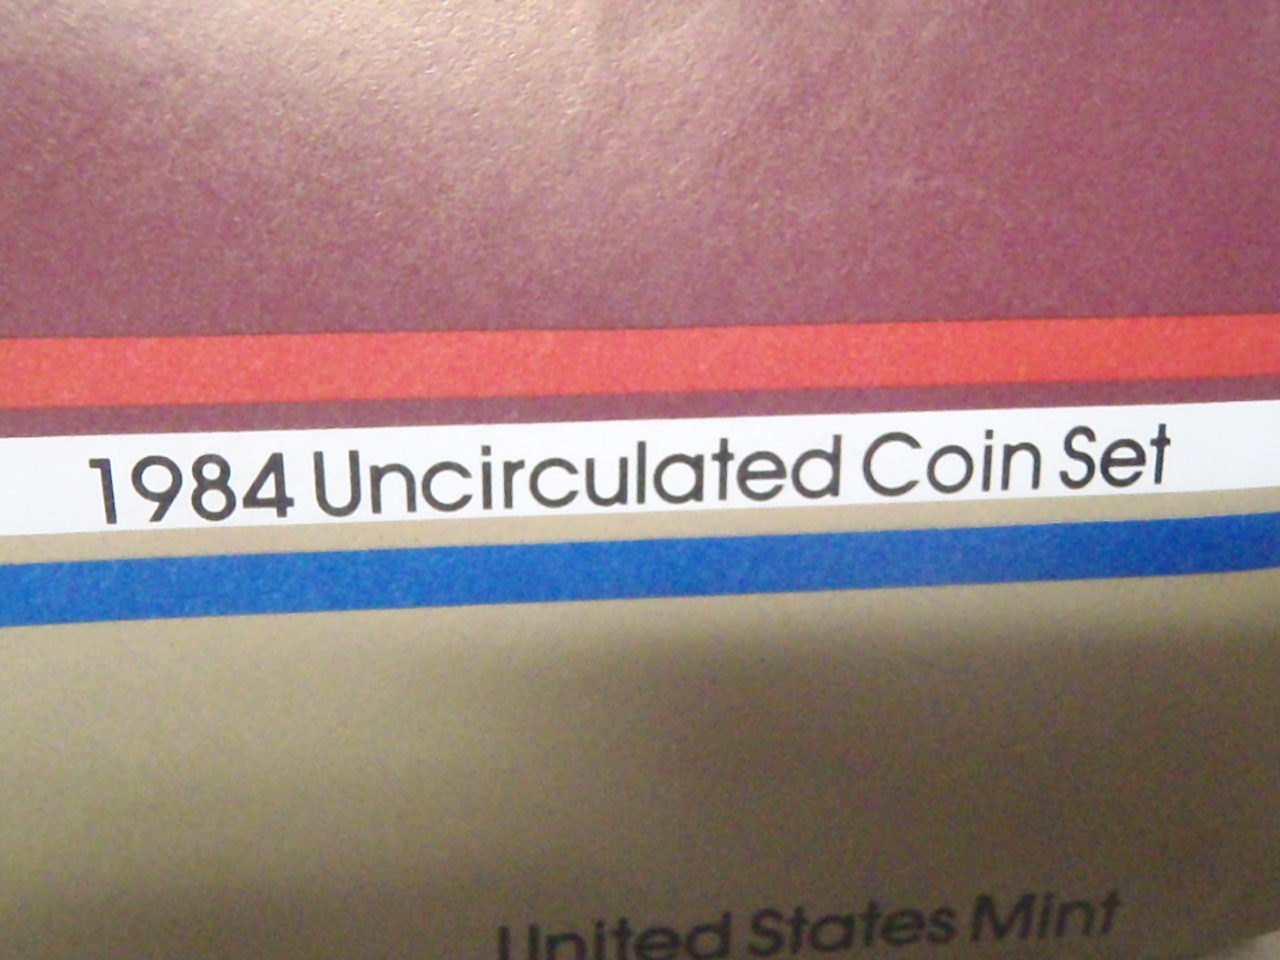 1984 Uncirculated Coin Set
United States Mint